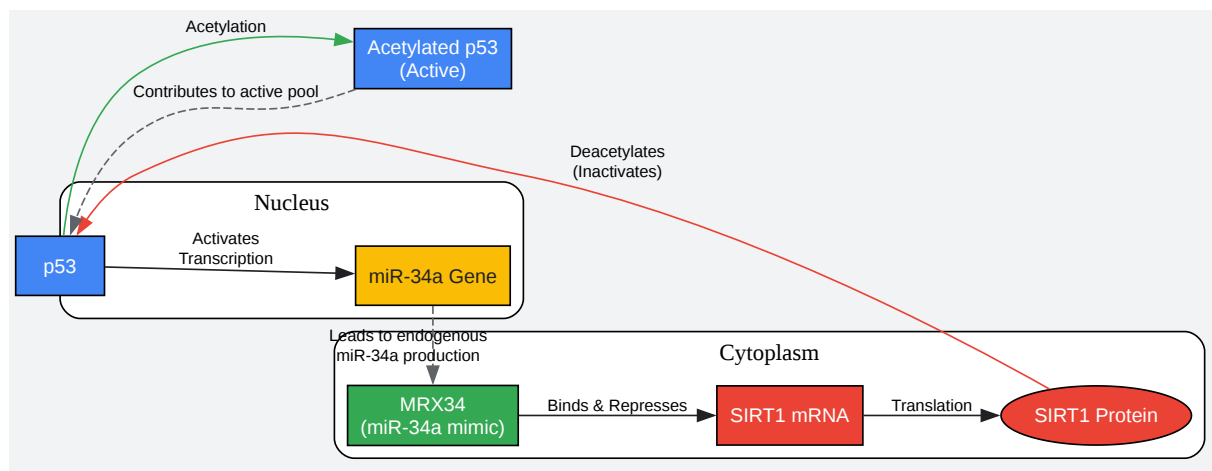 Acetylation
Acetylated p53
(Active)
Contributes to active pool
Deacetylates
(Inactivates)
Nucleus
Activates
Transcription
p53
miR-34a Gene
Leads to endogenous
miR-34a production
Cytoplasm
MRX34
(miR-34a mimic)
Binds & Represses
SIRT1 mRNA
Translation
SIRT1 Protein